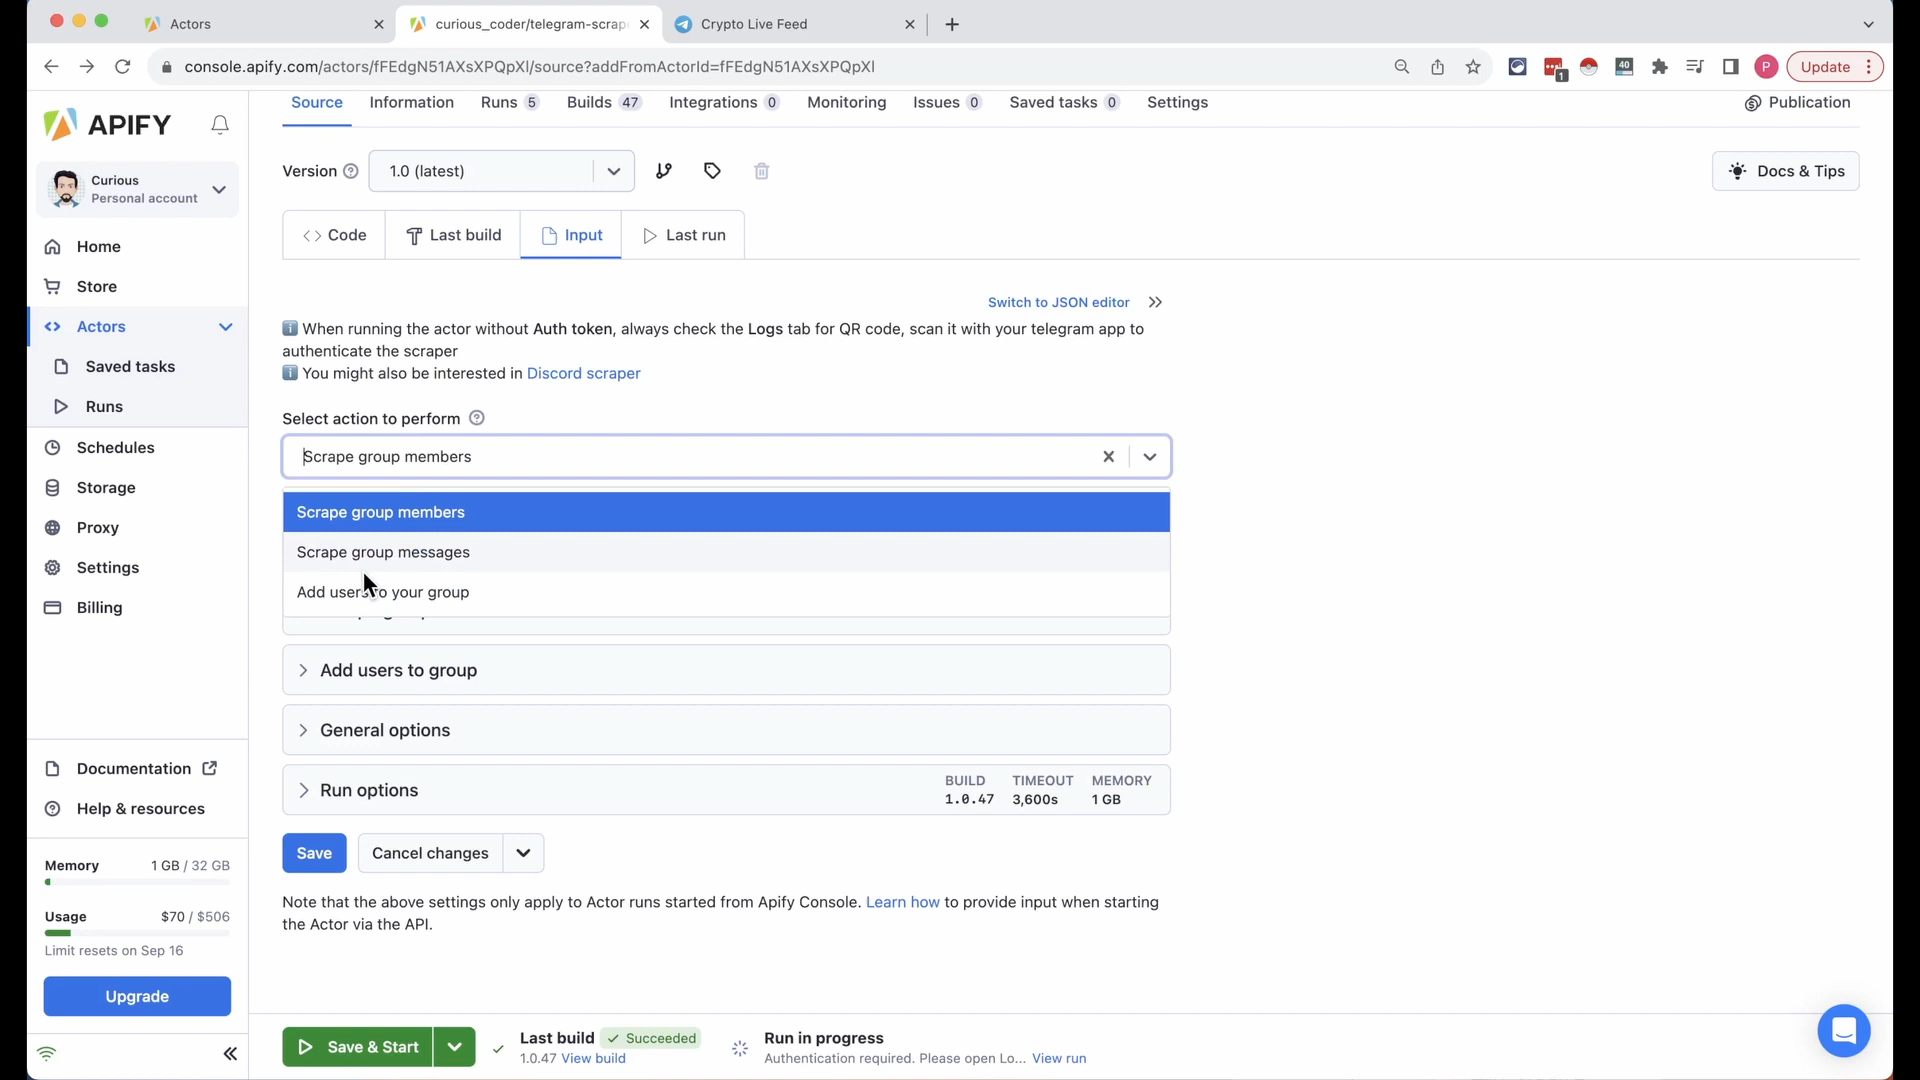 Actors
curious_coder/telegram-scrap
Crypto Live Feed
console.apify.com/actors/fFEdgN51AXsXPQpXl/source?addFromActorId=fFEdgN51AXsXPQpXl
1
40
P
Update
APIFY
Curious
Personal account
Home
Store
Actors
Saved tasks
Runs
Schedules
Storage
Proxy
Settings
Billing
Documentation
Help & resources
Memory 1 GB / 32 GB
Usage $70 / $506
Limit resets on Sep 16
Upgrade
Source Information Runs 5 Builds 47 Integrations 0 Monitoring Issues 0 Saved tasks 0 Settings
Publication
Version 1.0 (latest)
Docs & Tips
Code Last build Input Last run
Switch to JSON editor
When running the actor without Auth token, always check the Logs tab for QR code, scan it with your telegram app to
authenticate the scraper
You might also be interested in Discord scraper
Select action to perform
Scrape group members
Scrape group members
Scrape group messages
Add users to your group
Add users to group
General options
Run options
BUILD TIMEOUT MEMORY
1.0.47 3,600s 1 GB
Save Cancel changes
Note that the above settings only apply to Actor runs started from Apify Console. Learn how to provide input when starting
the Actor via the API.
Save & Start
Last build Succeeded
1.0.47 View build
Run in progress
Authentication required. Please open Lo... View run